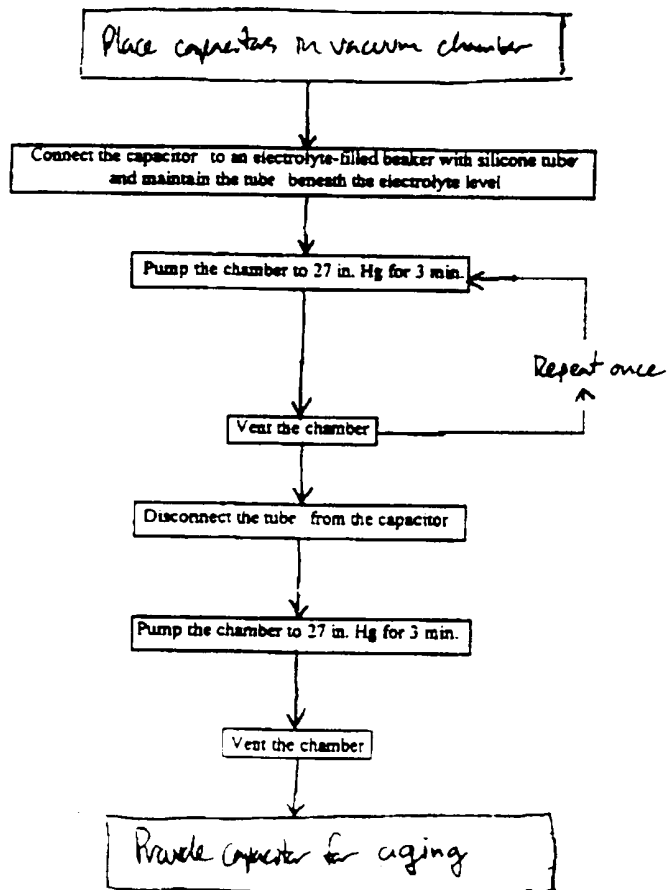 Place capacitors in vacuum chamber
Connect the capacitor to an electrolyte-filled beaker with silicone tube
and maintain the tube beneath the electrolyte level
Pump the chamber to 27 in. Hg for 3 min.
Repeat once
Vent the chamber
Disconnect the tube from the capacitor
Pump the chamber to 27 in. Hg for 3 min.
Vent the chamber
Provide capacitor for aging